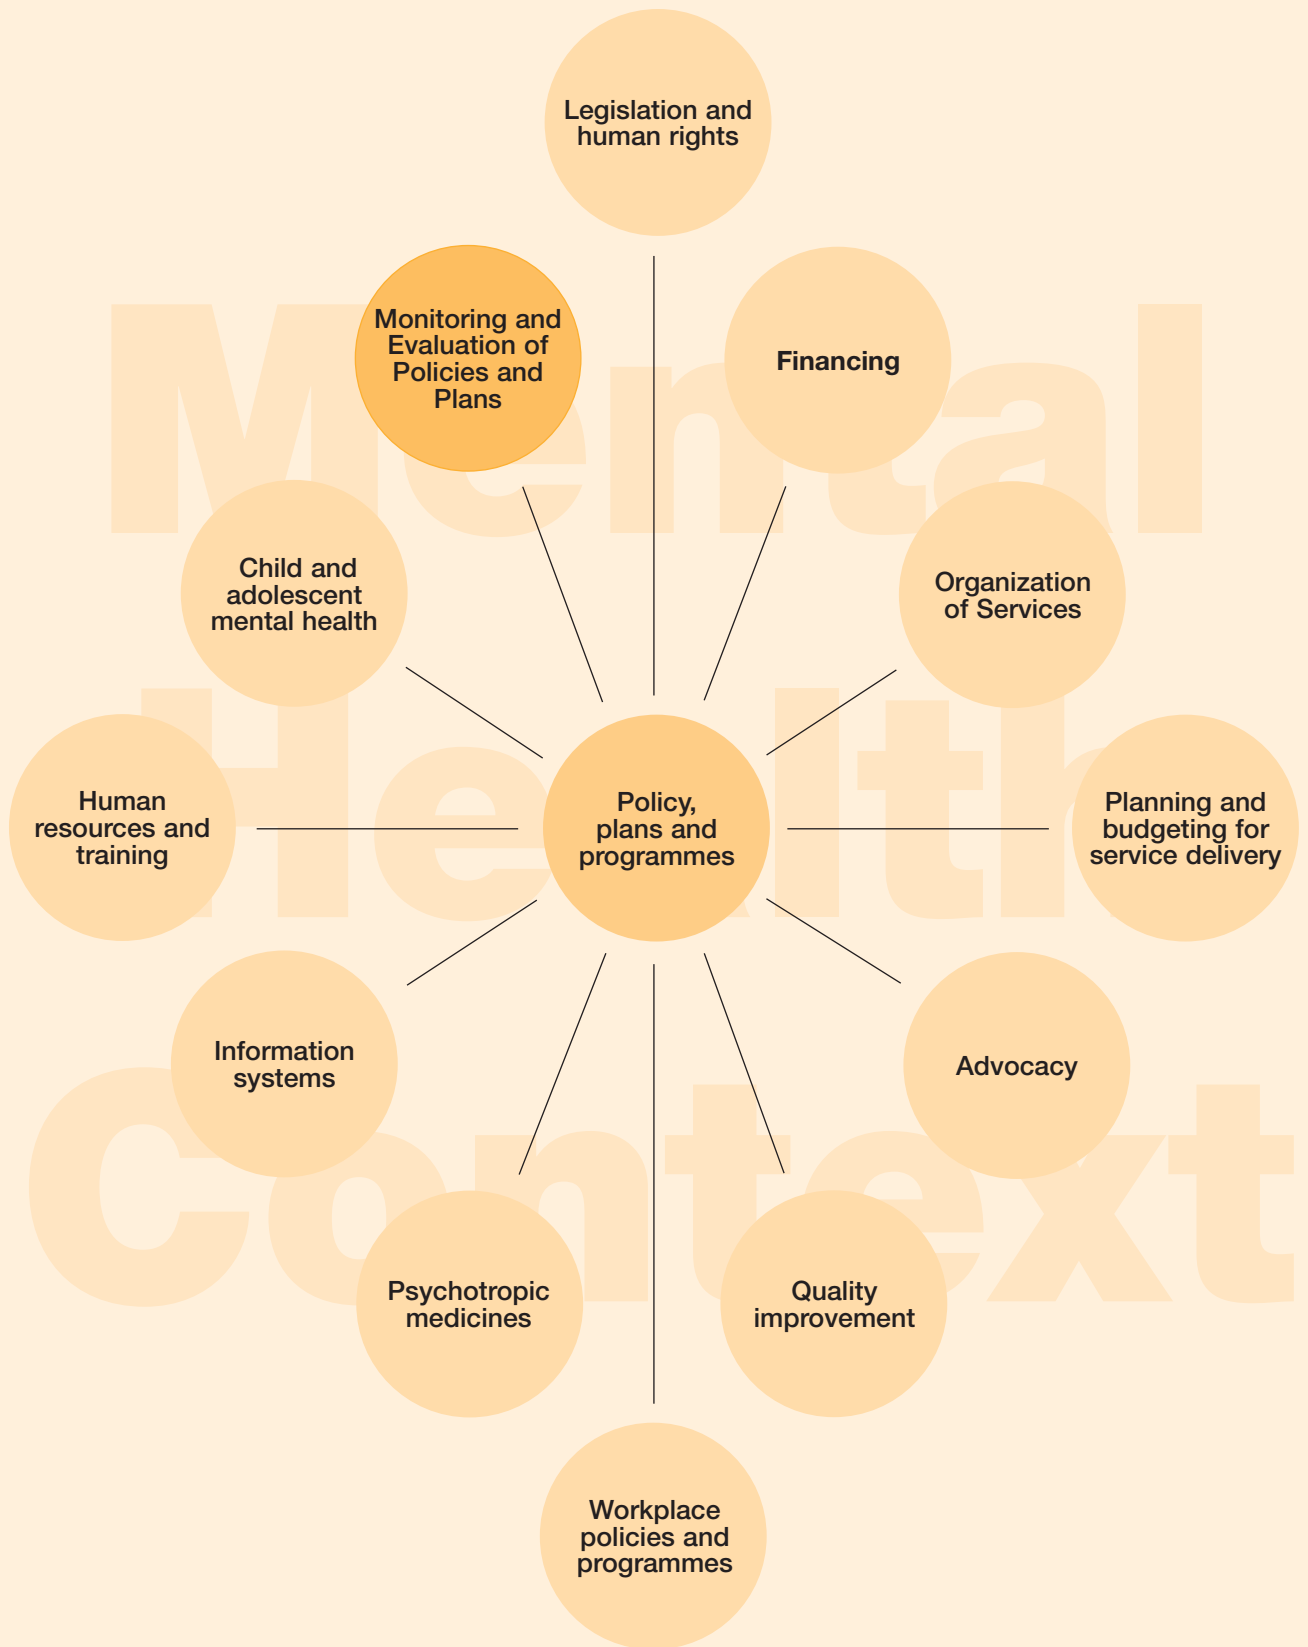 Mental
Health
Context
Legislation and
human rights
Monitoring and
Evaluation of
Policies and
Plans
Financing
Child and
adolescent
mental health
Organization
of Services
Human
resources and
training
Policy,
plans and
programmes
Planning and
budgeting for
service delivery
Information
systems
Advocacy
Psychotropic
medicines
Quality
improvement
Workplace
policies and
programmes